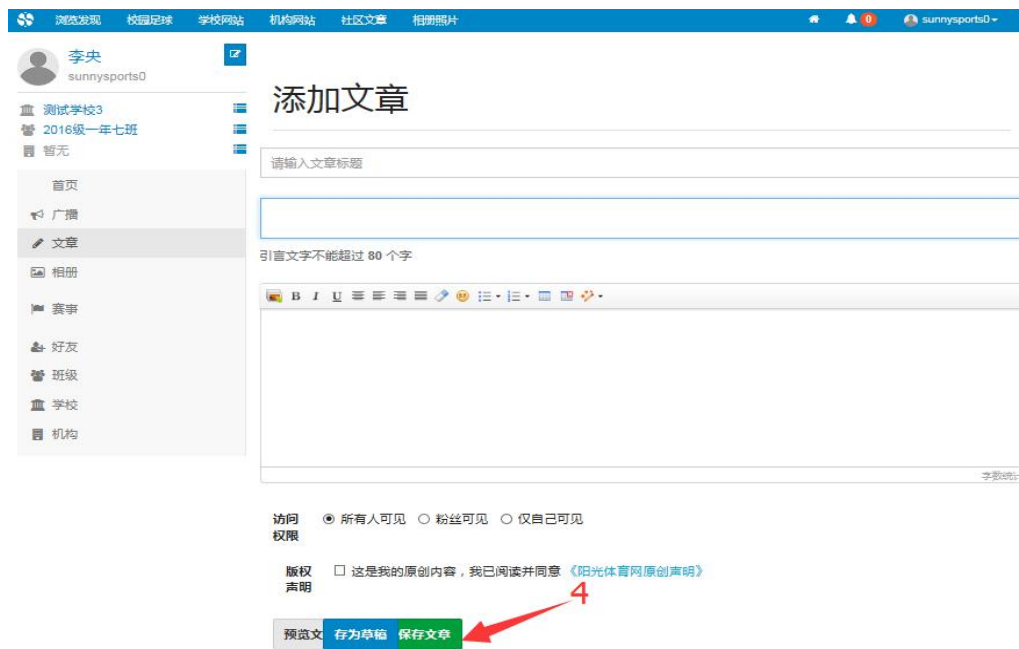 浏览发现 校园足球 学校网站 机构网站 社区文章 相册照片 0 sunnysports0
李央
sunnysports0
测试学校3
2016级一年七班
暂无
首页
广播
文章
相册
赛事
好友
班级
学校
机构
添加文章
请输入文章标题
引言文字不能超过 80 个字
B I U
字数统计
访问权限 所有人可见 粉丝可见 仅自己可见
版权声明 这是我的原创内容，我已阅读并同意 《阳光体育网原创声明》
4
预览文 存为草稿 保存文章